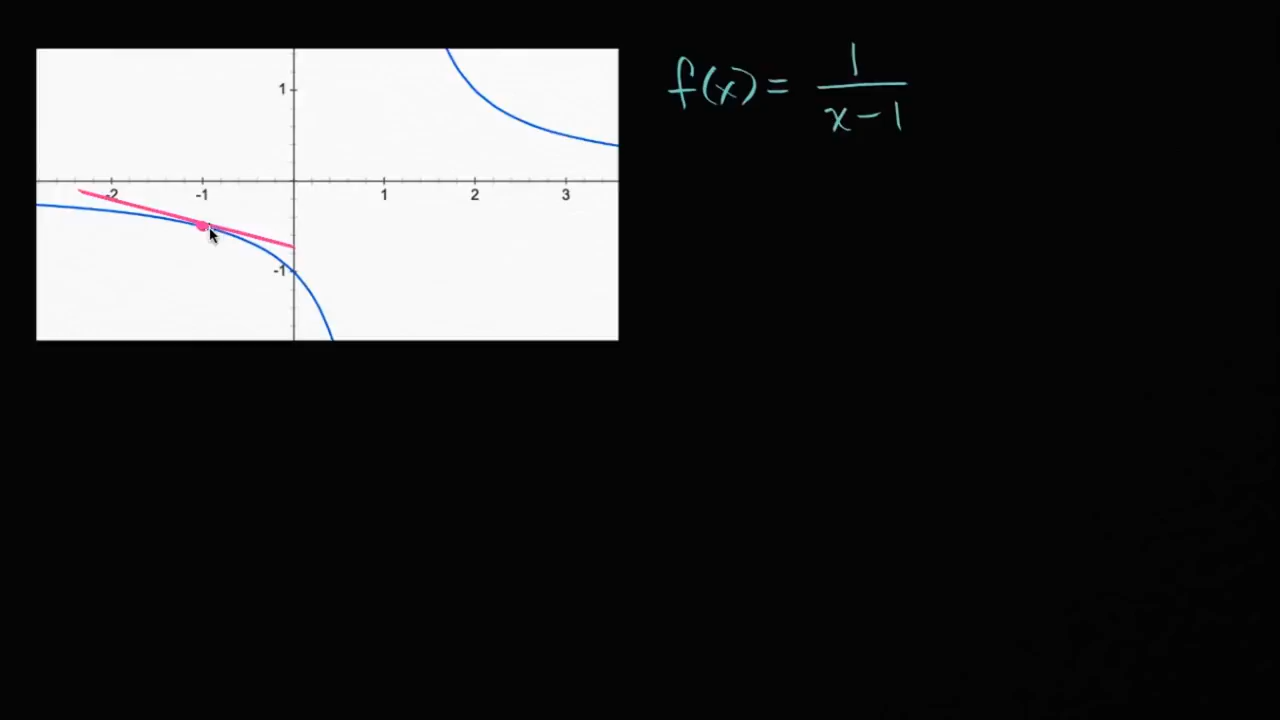 f(x) = 1/(x-1)
1
-2 -1 1 2 3
-1